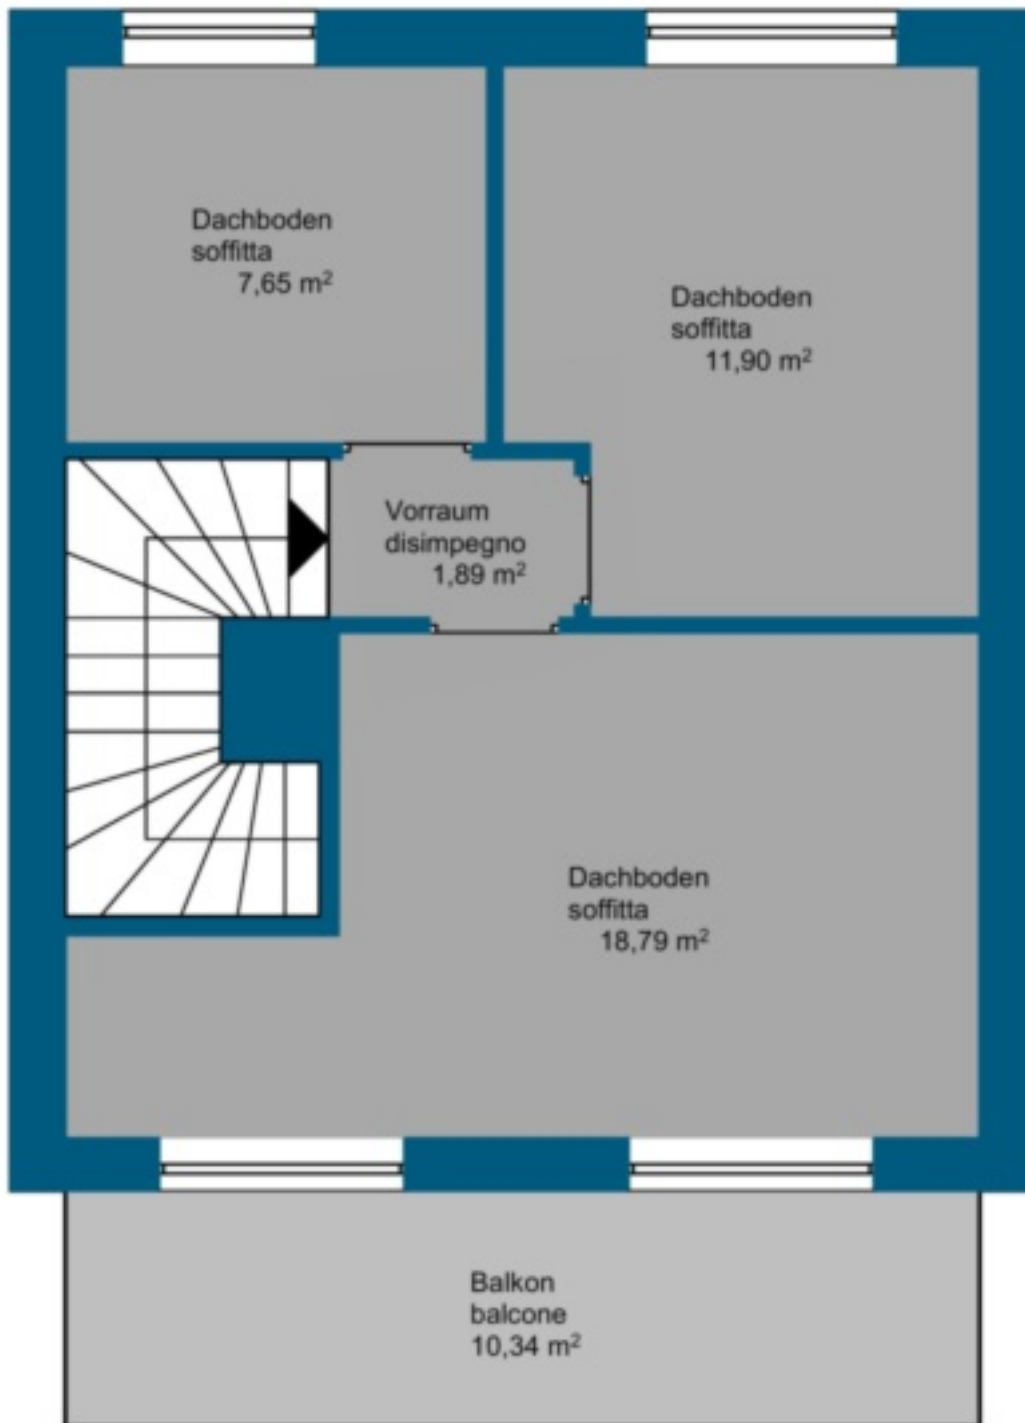 Dachboden
soffitta
7,65 m²
Dachboden
soffitta
11,90 m²
Vorraum
disimpegno
1,89 m²
Dachboden
soffitta
18,79 m²
Balkon
balcone
10,34 m²